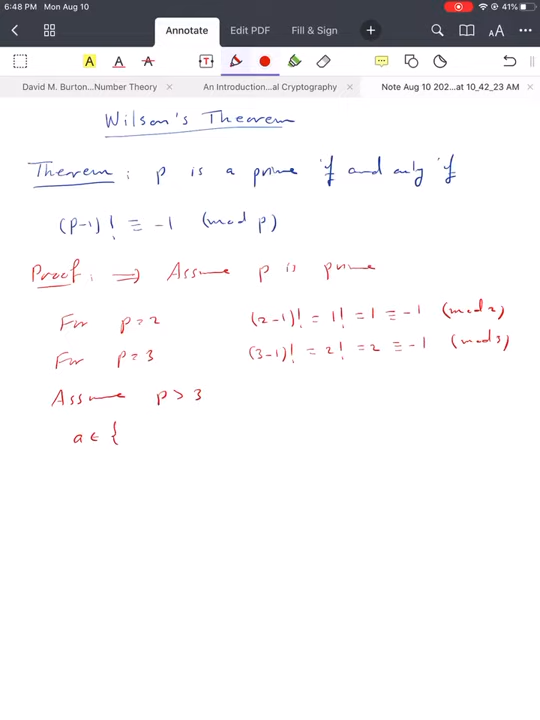 6:48 PM Mon Aug 10 41%
Annotate Edit PDF Fill & Sign
David M. Burton...Number Theory An Introduction...al Cryptography Note Aug 10 202...at 10_42_23 AM
Wilson's Theorem
Therem : p is a prime if and only if
(p-1)! ≡ -1 (mod p)
Proof : ⟹ Assume p is prime
For p=2 (2-1)! = 1! = 1 ≡ -1 (mod 2)
For p=3 (3-1)! = 2! = 2 ≡ -1 (mod 3)
Assume p > 3
a ∈ {